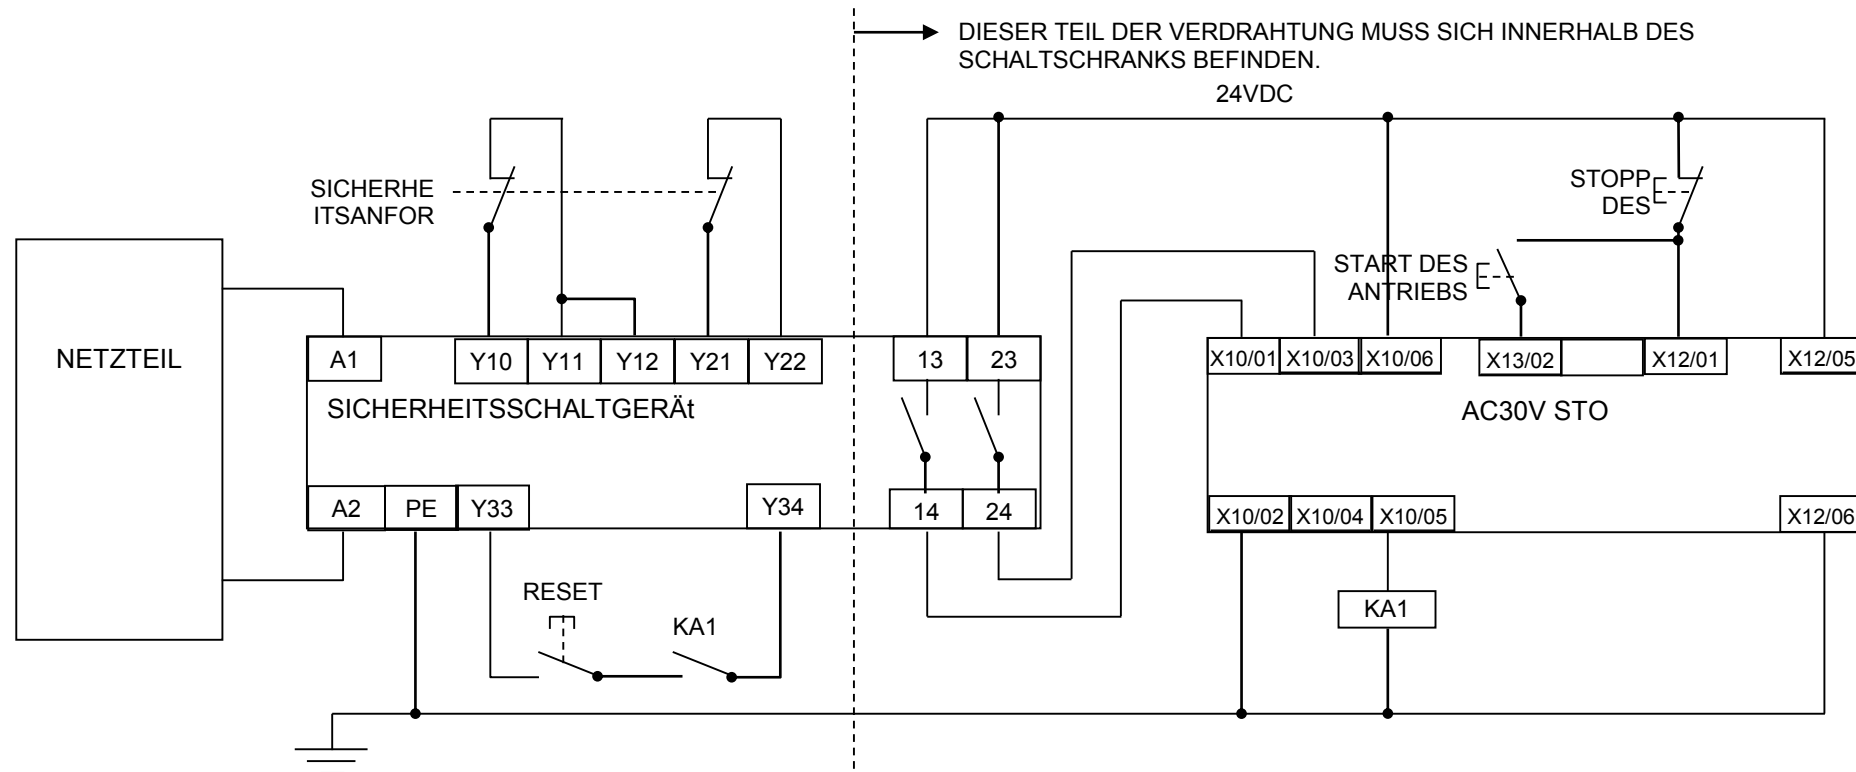 DIESER TEIL DER VERDRAHTUNG MUSS SICH INNERHALB DES
SCHALTSCHRANKS BEFINDEN.
24VDC
SICHERHE
ITSANFOR
STOPP
DES
START DES
ANTRIEBS
NETZTEIL
A1
Y10
Y11
Y12
Y21
Y22
13
23
X10/01
X10/03
X10/06
X13/02
X12/01
X12/05
SICHERHEITSSCHALTGERÄt
AC30V STO
A2
PE
Y33
Y34
14
24
X10/02
X10/04
X10/05
X12/06
RESET
KA1
KA1